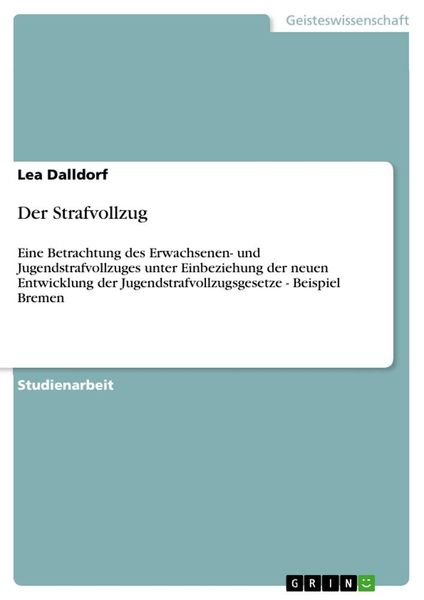 Geisteswissenschaft
Lea Dalldorf
Der Strafvollzug
Eine Betrachtung des Erwachsenen- und
Jugendstrafvollzuges unter Einbeziehung der neuen
Entwicklung der Jugendstrafvollzugsgesetze - Beispiel
Bremen
Studienarbeit
GRIN